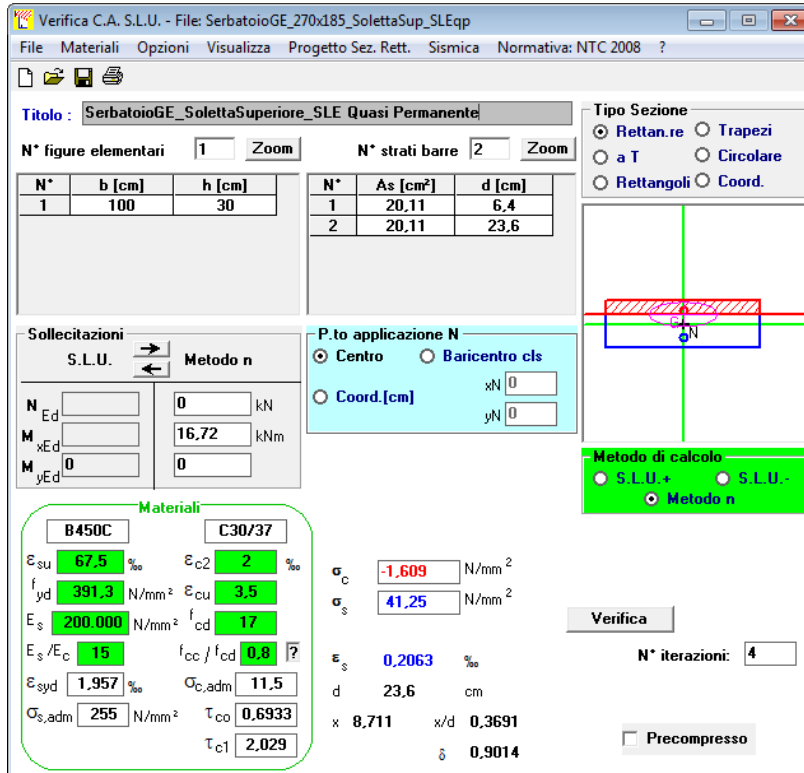 Verifica C.A. S.L.U. - File: SerbatoioGE_270x185_SolettaSup_SLEqp
File Materiali Opzioni Visualizza Progetto Sez. Rett. Sismica Normativa: NTC 2008 ?
Titolo : SerbatoioGE_SolettaSuperiore_SLE Quasi Permanente
N° figure elementari 1 Zoom N° strati barre 2 Zoom
N° b [cm] h [cm]
1 100 30
N° As [cm²] d [cm]
1 20,11 6,4
2 20,11 23,6
Tipo Sezione
Rettan.re Trapezi
a T Circolare
Rettangoli Coord.
G N
Sollecitazioni
S.L.U. Metodo n
N Ed 0 kN
M xEd 16,72 kNm
M yEd 0 0
P.to applicazione N
Centro Baricentro cls
Coord.[cm] xN 0
yN 0
Metodo di calcolo
S.L.U.+ S.L.U.-
Metodo n
Materiali
B450C C30/37
εsu 67,5 ‰ εc2 2 ‰
fyd 391,3 N/mm² εcu 3,5
Es 200.000 N/mm² fcd 17
Es/Ec 15 fcc / fcd 0,8 ?
εsyd 1,957 ‰ σc,adm 11,5
σs,adm 255 N/mm² τco 0,6933
τc1 2,029
σc -1,609 N/mm²
σs 41,25 N/mm²
εs 0,2063 ‰
d 23,6 cm
x 8,711 x/d 0,3691
δ 0,9014
Verifica
N° iterazioni: 4
Precompresso